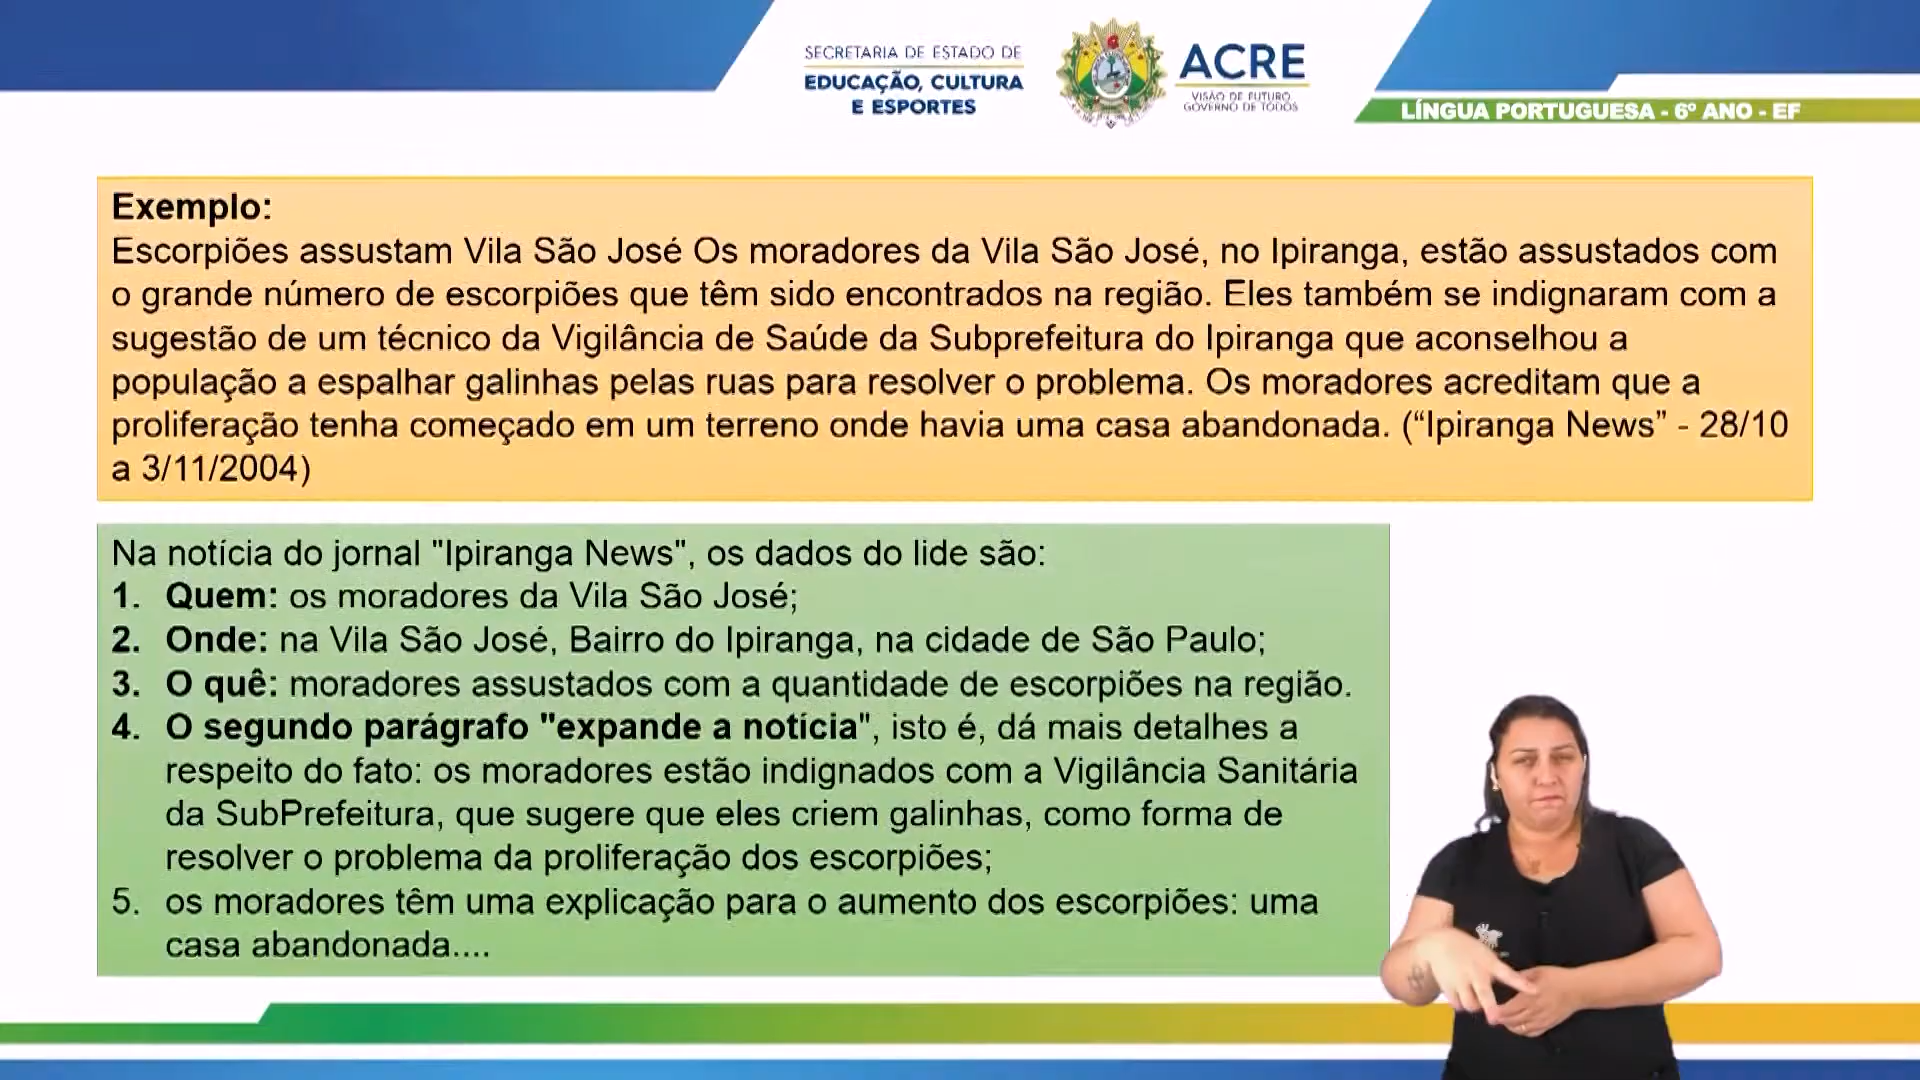 SECRETARIA DE ESTADO DE
EDUCAÇÃO, CULTURA
E ESPORTES
ACRE
VISÃO DE FUTURO
GOVERNO DE TODOS
LÍNGUA PORTUGUESA - 6º ANO - EF
Exemplo:
Escorpiões assustam Vila São José Os moradores da Vila São José, no Ipiranga, estão assustados com
o grande número de escorpiões que têm sido encontrados na região. Eles também se indignaram com a
sugestão de um técnico da Vigilância de Saúde da Subprefeitura do Ipiranga que aconselhou a
população a espalhar galinhas pelas ruas para resolver o problema. Os moradores acreditam que a
proliferação tenha começado em um terreno onde havia uma casa abandonada. (“Ipiranga News” - 28/10
a 3/11/2004)
Na notícia do jornal "Ipiranga News", os dados do lide são:
1. Quem: os moradores da Vila São José;
2. Onde: na Vila São José, Bairro do Ipiranga, na cidade de São Paulo;
3. O quê: moradores assustados com a quantidade de escorpiões na região.
4. O segundo parágrafo "expande a notícia", isto é, dá mais detalhes a
respeito do fato: os moradores estão indignados com a Vigilância Sanitária
da SubPrefeitura, que sugere que eles criem galinhas, como forma de
resolver o problema da proliferação dos escorpiões;
5. os moradores têm uma explicação para o aumento dos escorpiões: uma
casa abandonada....